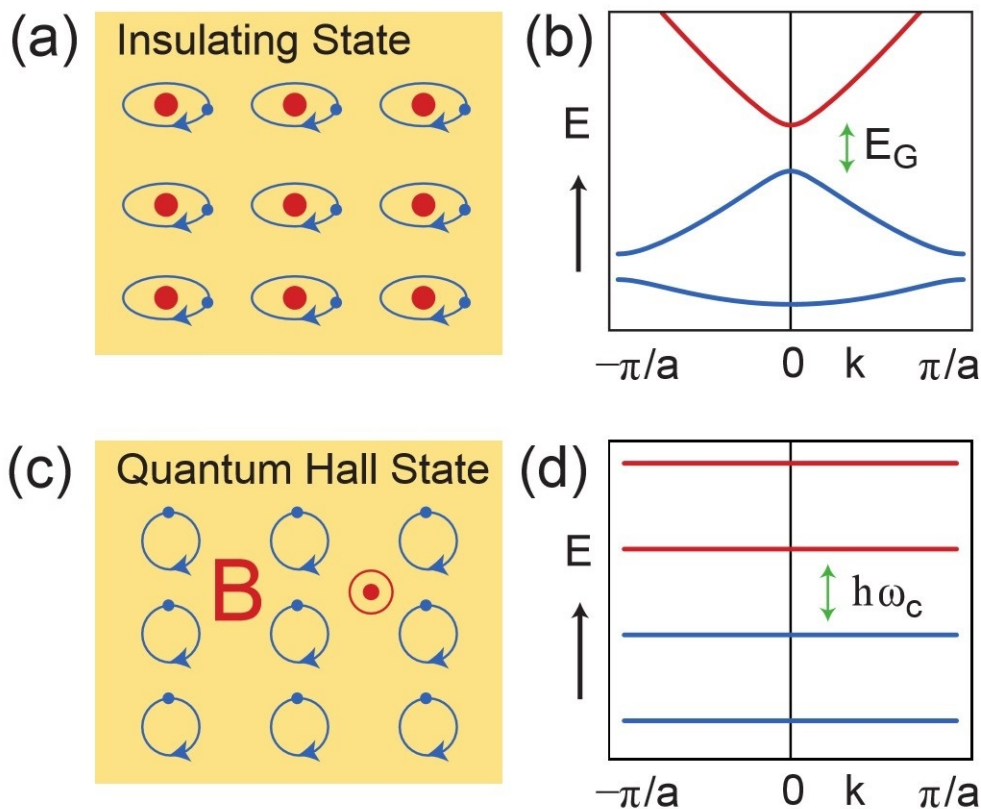 (a) Insulating State
(b)
E
E_G
−π/a 0 k π/a
(c) Quantum Hall State
B
(d)
E
hω_c
−π/a 0 k π/a